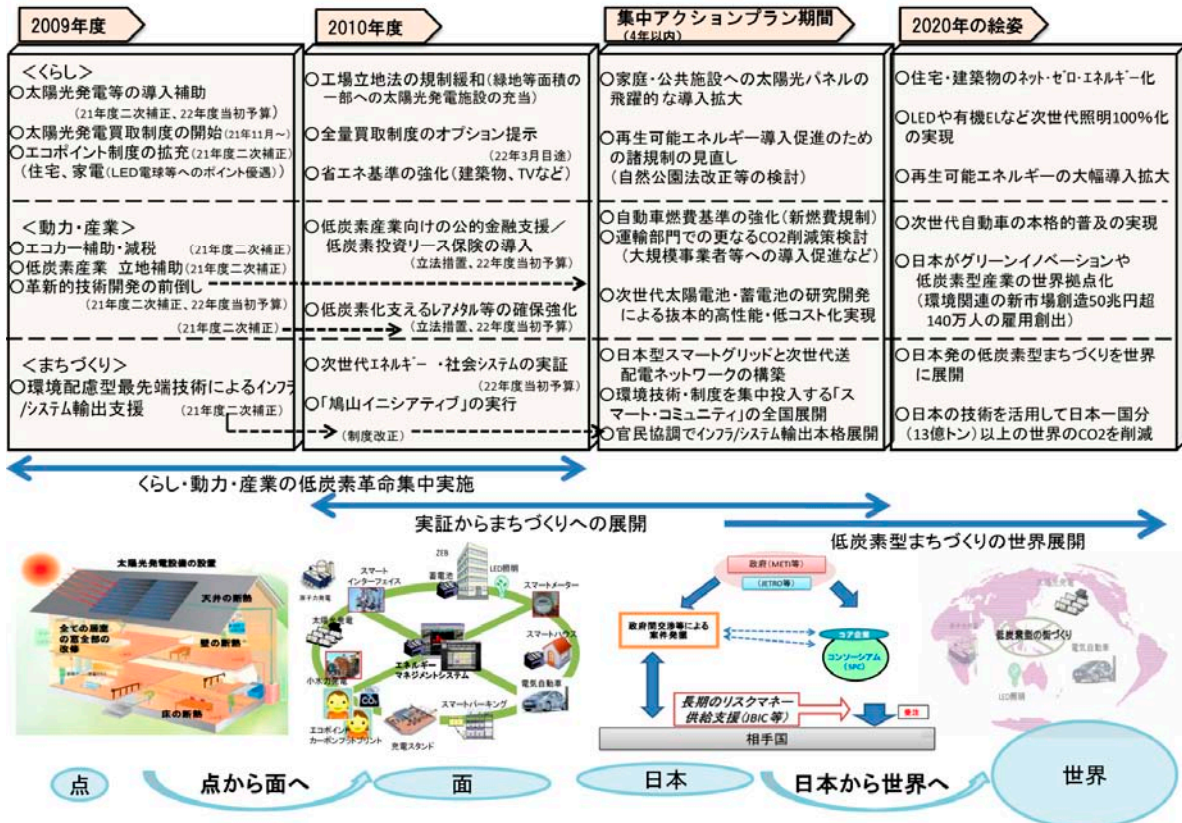 2009年度
2010年度
集中アクションプラン期間
(4年以内)
2020年の絵姿
<くらし>
○太陽光発電等の導入補助
(21年度二次補正、22年度当初予算)
○太陽光発電買取制度の開始(21年11月~)
○エコポイント制度の拡充(21年度二次補正)
(住宅、家電(LED電球等へのポイント優遇))
○工場立地法の規制緩和(緑地等面積の
一部への太陽光発電施設の充当)
○全量買取制度のオプション提示
(22年3月目途)
○省エネ基準の強化(建築物、TVなど)
○家庭・公共施設への太陽光パネルの
飛躍的な導入拡大
○再生可能エネルギー導入促進のため
の諸規制の見直し
(自然公園法改正等の検討)
○住宅・建築物のネット・ゼロ・エネルギー化
○LEDや有機ELなど次世代照明100%化
の実現
○再生可能エネルギーの大幅導入拡大
<動力・産業>
○エコカー補助・減税 (21年度二次補正)
○低炭素産業 立地補助(21年度二次補正)
○革新的技術開発の前倒し
(21年度二次補正、22年度当初予算)
(21年度二次補正)
○低炭素産業向けの公的金融支援/
低炭素投資リース保険の導入
(立法措置、22年度当初予算)
○低炭素化支えるレアメタル等の確保強化
(立法措置、22年度当初予算)
○自動車燃費基準の強化(新燃費規制)
○運輸部門での更なるCO2削減策検討
(大規模事業者等への導入促進など)
○次世代太陽電池・蓄電池の研究開発
による抜本的高性能・低コスト化実現
○次世代自動車の本格的普及の実現
○日本がグリーンイノベーションや
低炭素型産業の世界拠点化
(環境関連の新市場創造50兆円超
140万人の雇用創出)
<まちづくり>
○環境配慮型最先端技術によるインフラ
/システム輸出支援 (21年度二次補正)
○次世代エネルギー・社会システムの実証
(22年度当初予算)
○「鳩山イニシアティブ」の実行
(制度改正)
○日本型スマートグリッドと次世代送
配電ネットワークの構築
○環境技術・制度を集中投入する「ス
マート・コミュニティ」の全国展開
○官民協調でインフラ/システム輸出本格展開
○日本発の低炭素型まちづくりを世界
に展開
○日本の技術を活用して日本一国分
(13億トン)以上の世界のCO2を削減
くらし・動力・産業の低炭素革命集中実施
実証からまちづくりへの展開
低炭素型まちづくりの世界展開
太陽光発電設備の設置
天井の断熱
全ての居室
の窓全部の
改修
壁の断熱
床の断熱
原子力発電
スマート
インターフェイス
ZEB
蓄電池
LED照明
スマートメーター
太陽光発電
スマートハウス
小水力発電
エネルギー
マネジメントシステム
電気自動車
CO2
エコポイント
カーボンフットプリント
充電スタンド
スマートパーキング
政府(METI等)
(JETRO等)
政府間交渉等による
案件発掘
コア企業
コンソーシアム
(SPC)
長期のリスクマネー
供給支援(JBIC等)
受注
相手国
太陽光発電
原子力発電
低炭素型の街づくり
LED照明
電気自動車
点
点から面へ
面
日本
日本から世界へ
世界